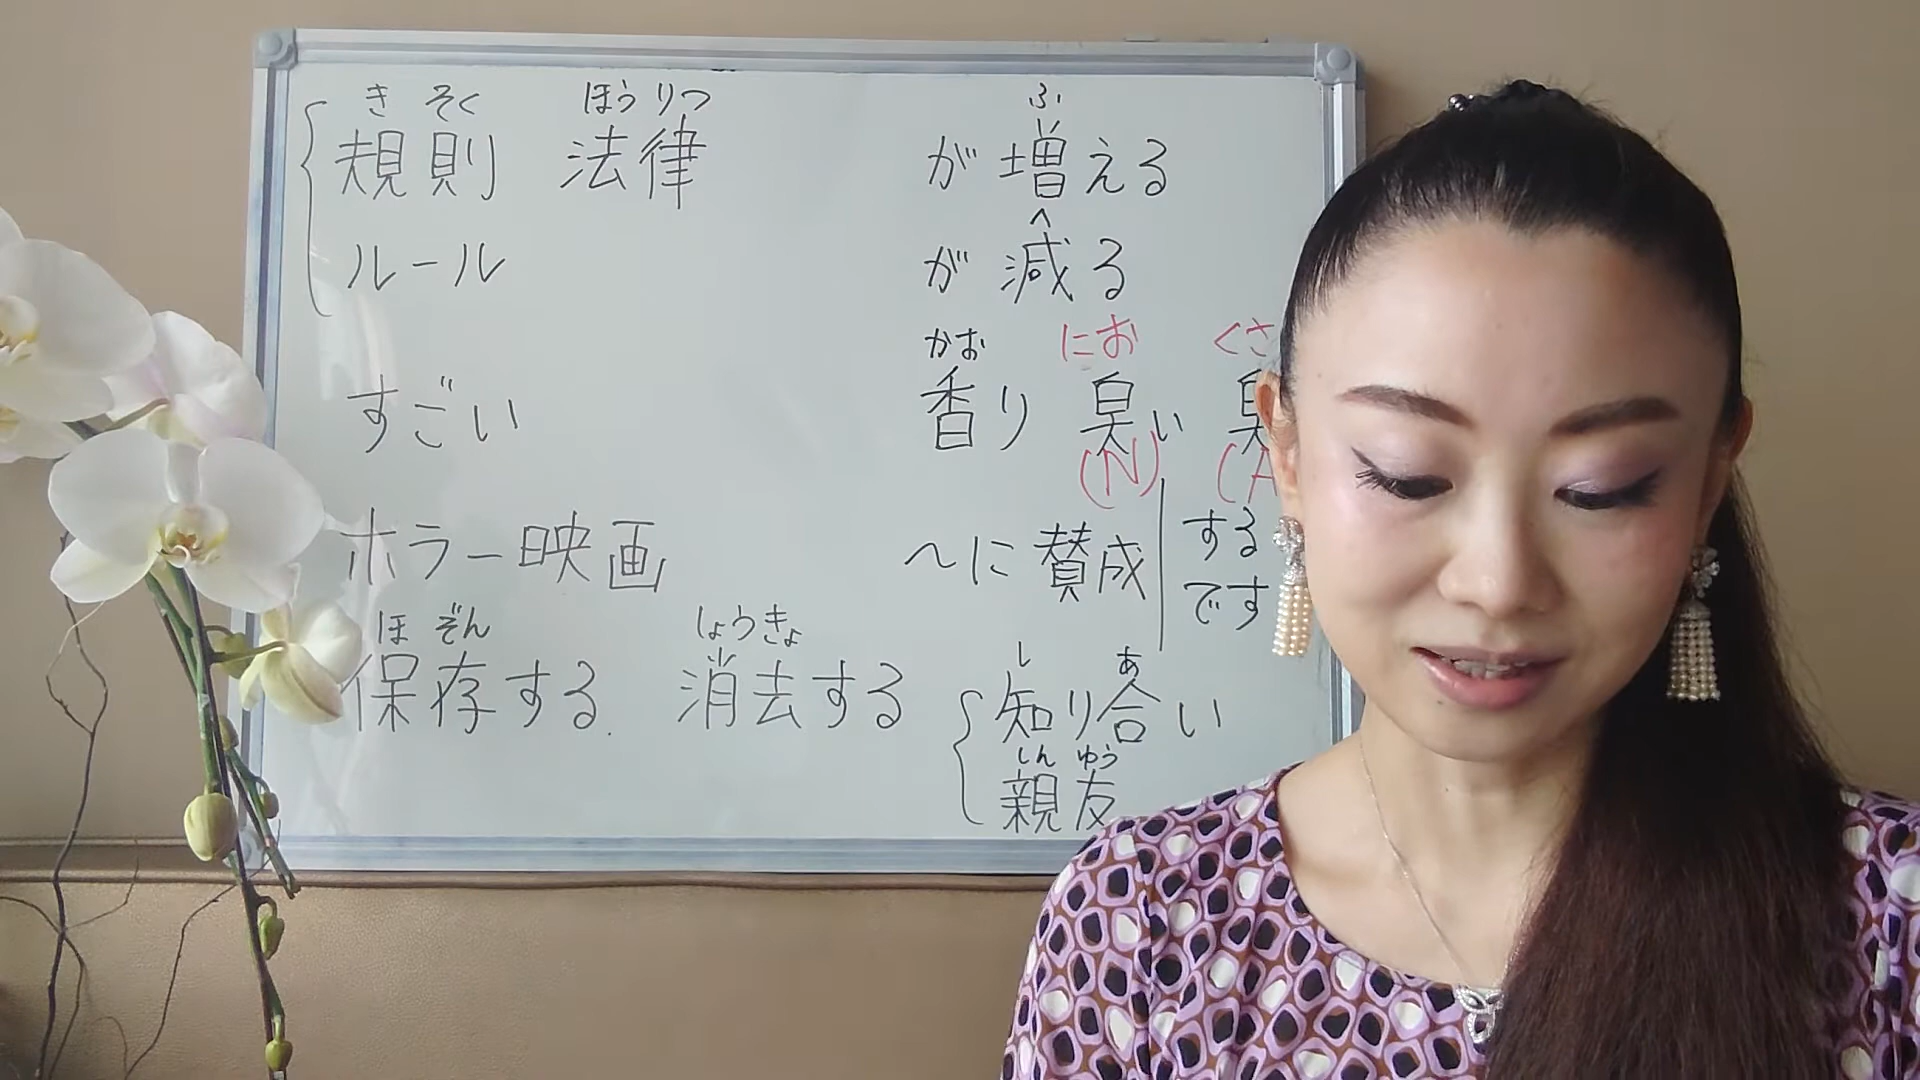 き そく ほうりつ
規則 法律
ルール
すごい
ホラー映画
ほ ぞん しょうきょ
保存する. 消去する
ふ
が増える
へ
が減る
かお にお くさ
香り 臭い 臭
(N) (A
〜に賛成 する
です
し あ
知り合い
しん ゆう
親友